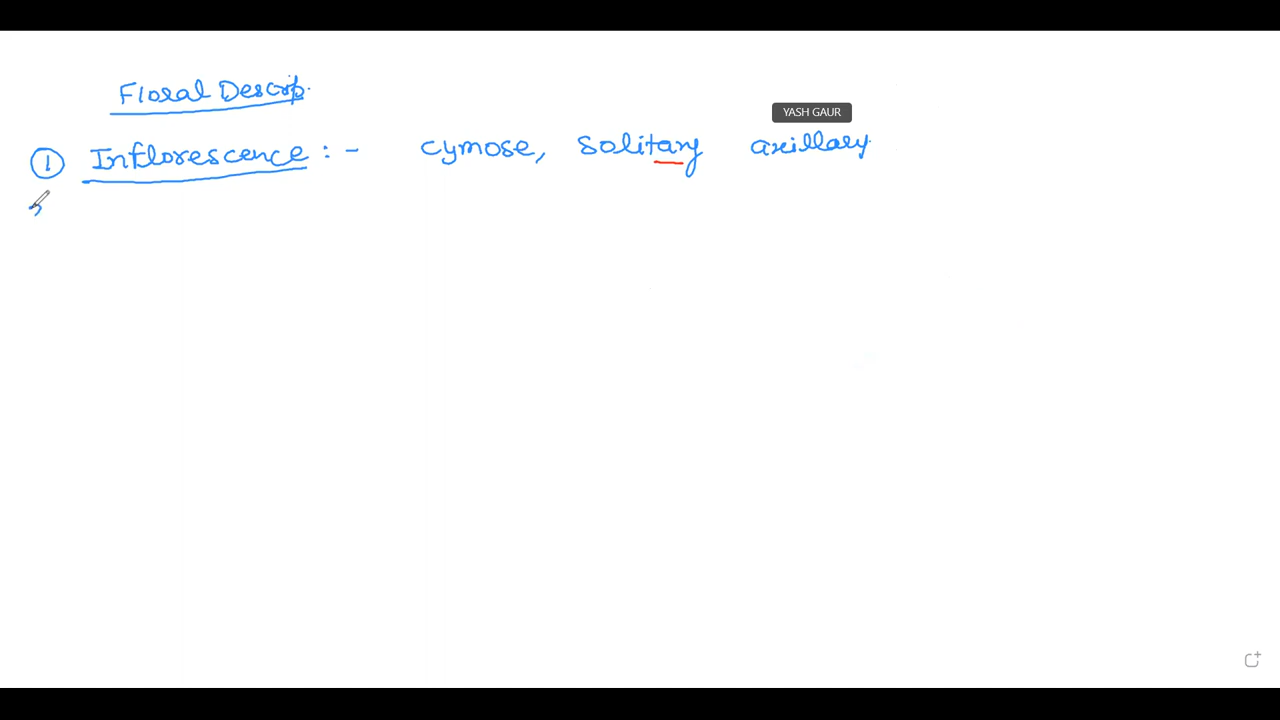 Floral Descrip.
YASH GAUR
① Inflorescence :- cymose, solitary axillary.